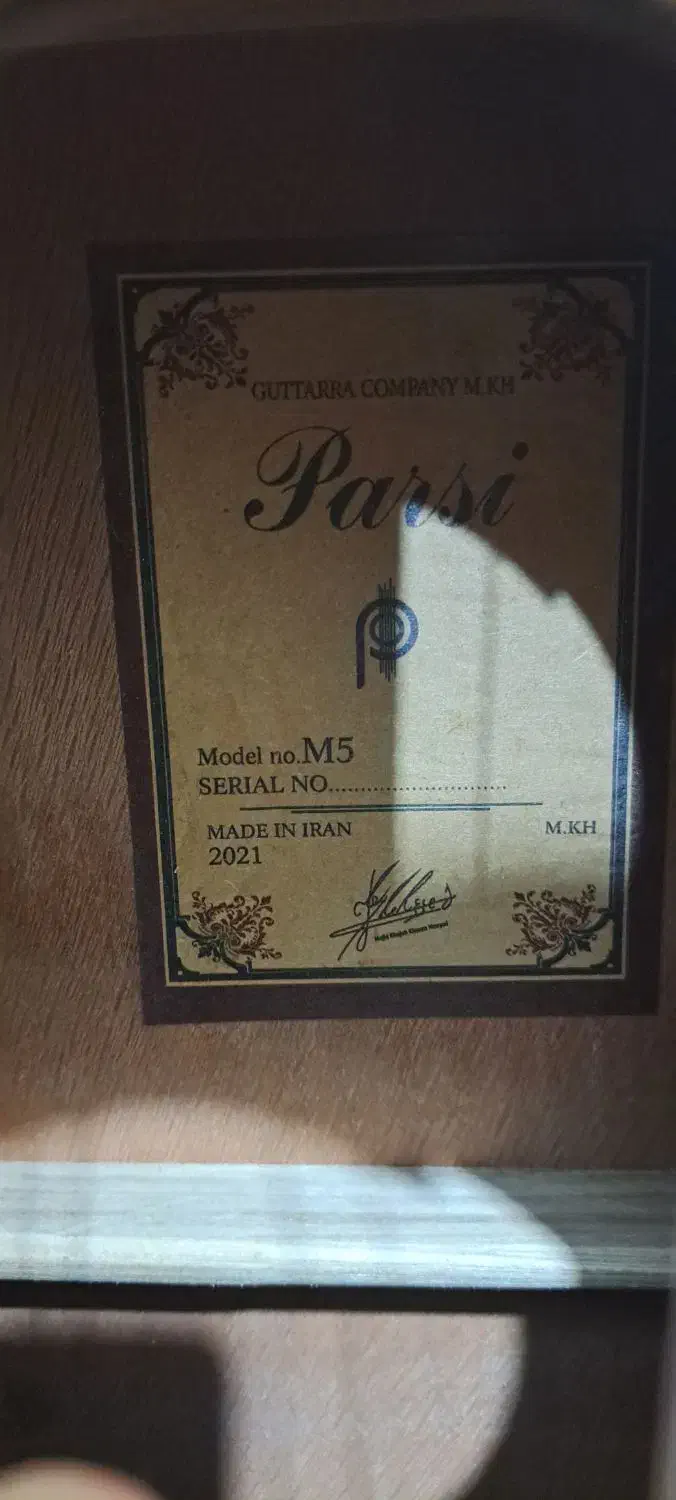 GUTTARRA COMPANY M.KH
Parsi
Model no.M5
SERIAL NO............................
MADE IN IRAN
M.KH
2021